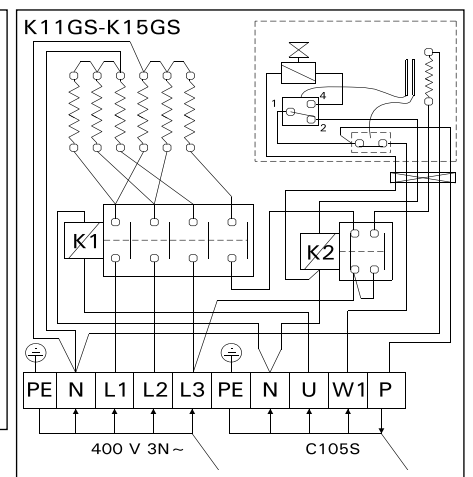 K11GS-K15GS
4
1
2
K1
K2
PE N L1 L2 L3 PE N U W1 P
400 V 3N~
C105S